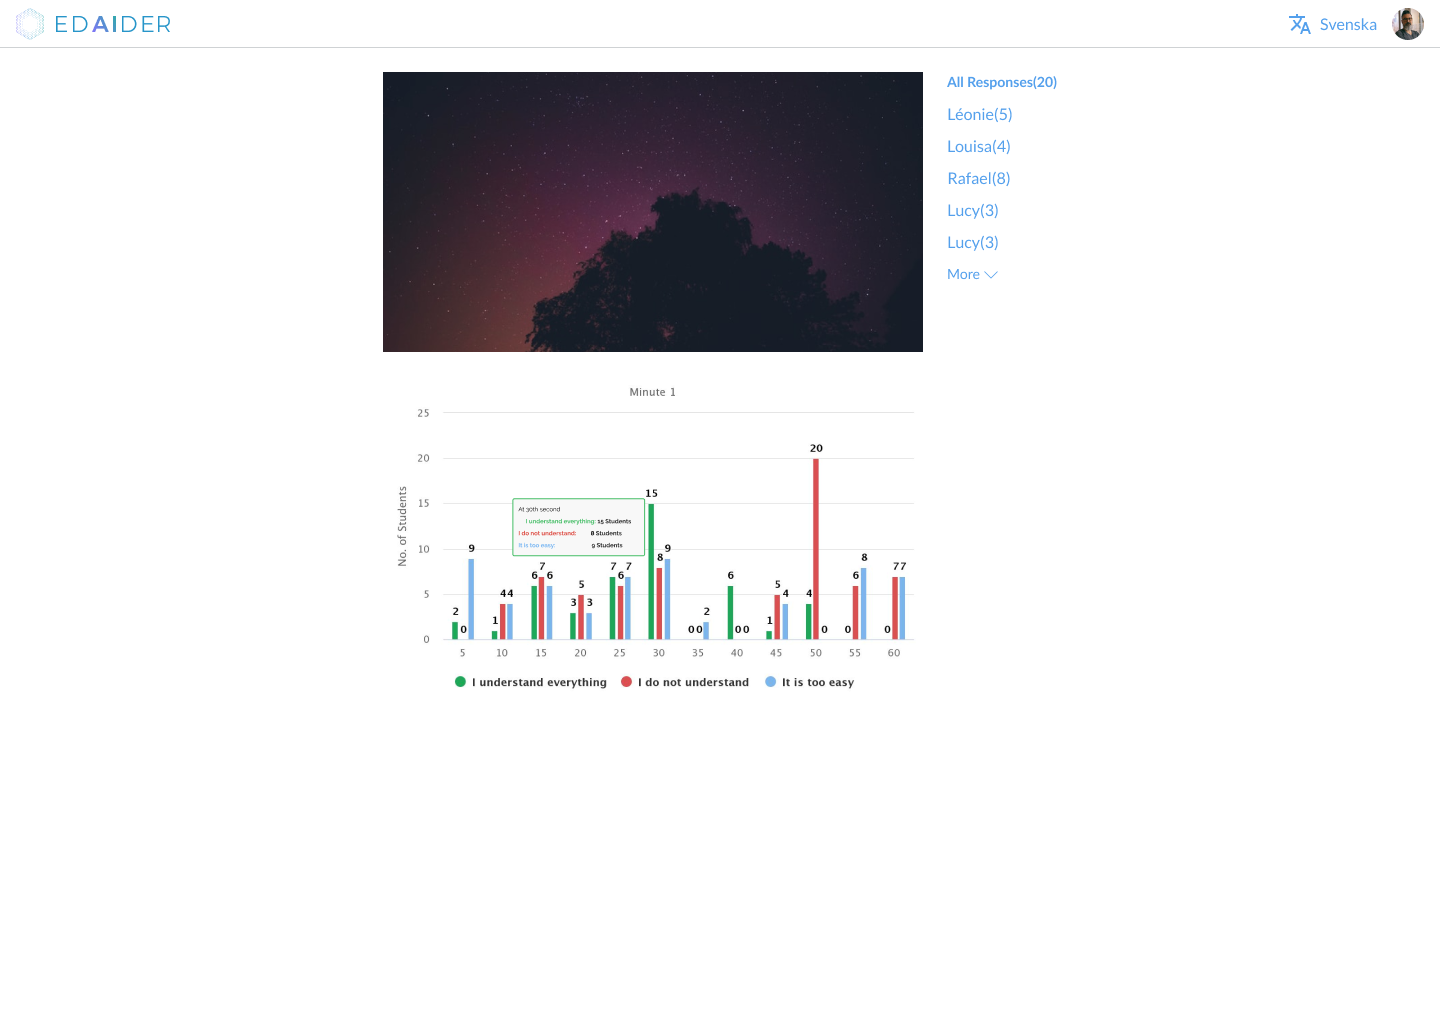 EDAIDER
Svenska
All Responses(20)
Léonie(5)
Louisa(4)
Rafael(8)
Lucy(3)
Lucy(3)
More
Minute 1
No. of Students
25
20
15
10
5
0
20
15
At 30th second
I understand everything: 15 Students
I do not understand: 8 Students
It is too easy: 9 Students
2 0 9
1 4 4
6 7 6
3 5 3
7 6 7
8 9
0 0 2
6 0 0
1 5 4
4 0
0 6 8
0 7 7
5 10 15 20 25 30 35 40 45 50 55 60
I understand everything I do not understand It is too easy